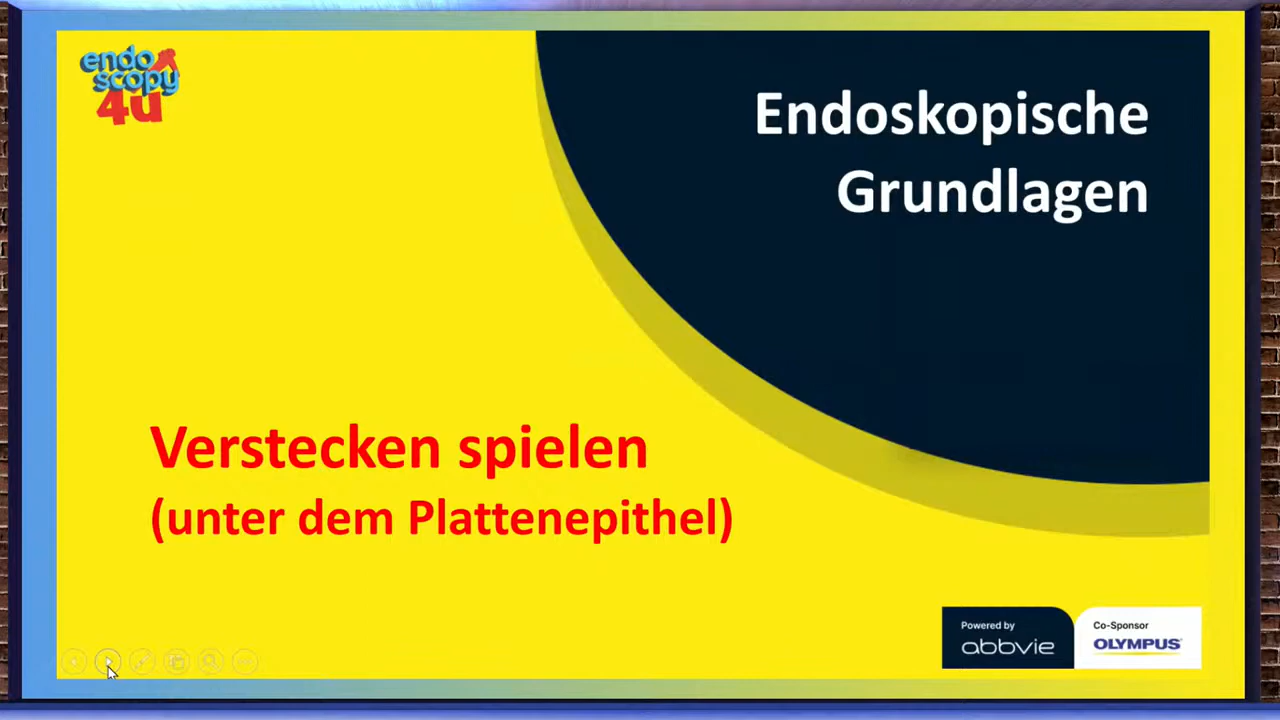 endo
scopy
4u
Endoskopische
Grundlagen
Verstecken spielen
(unter dem Plattenepithel)
Powered by
abbvie
Co-Sponsor
OLYMPUS